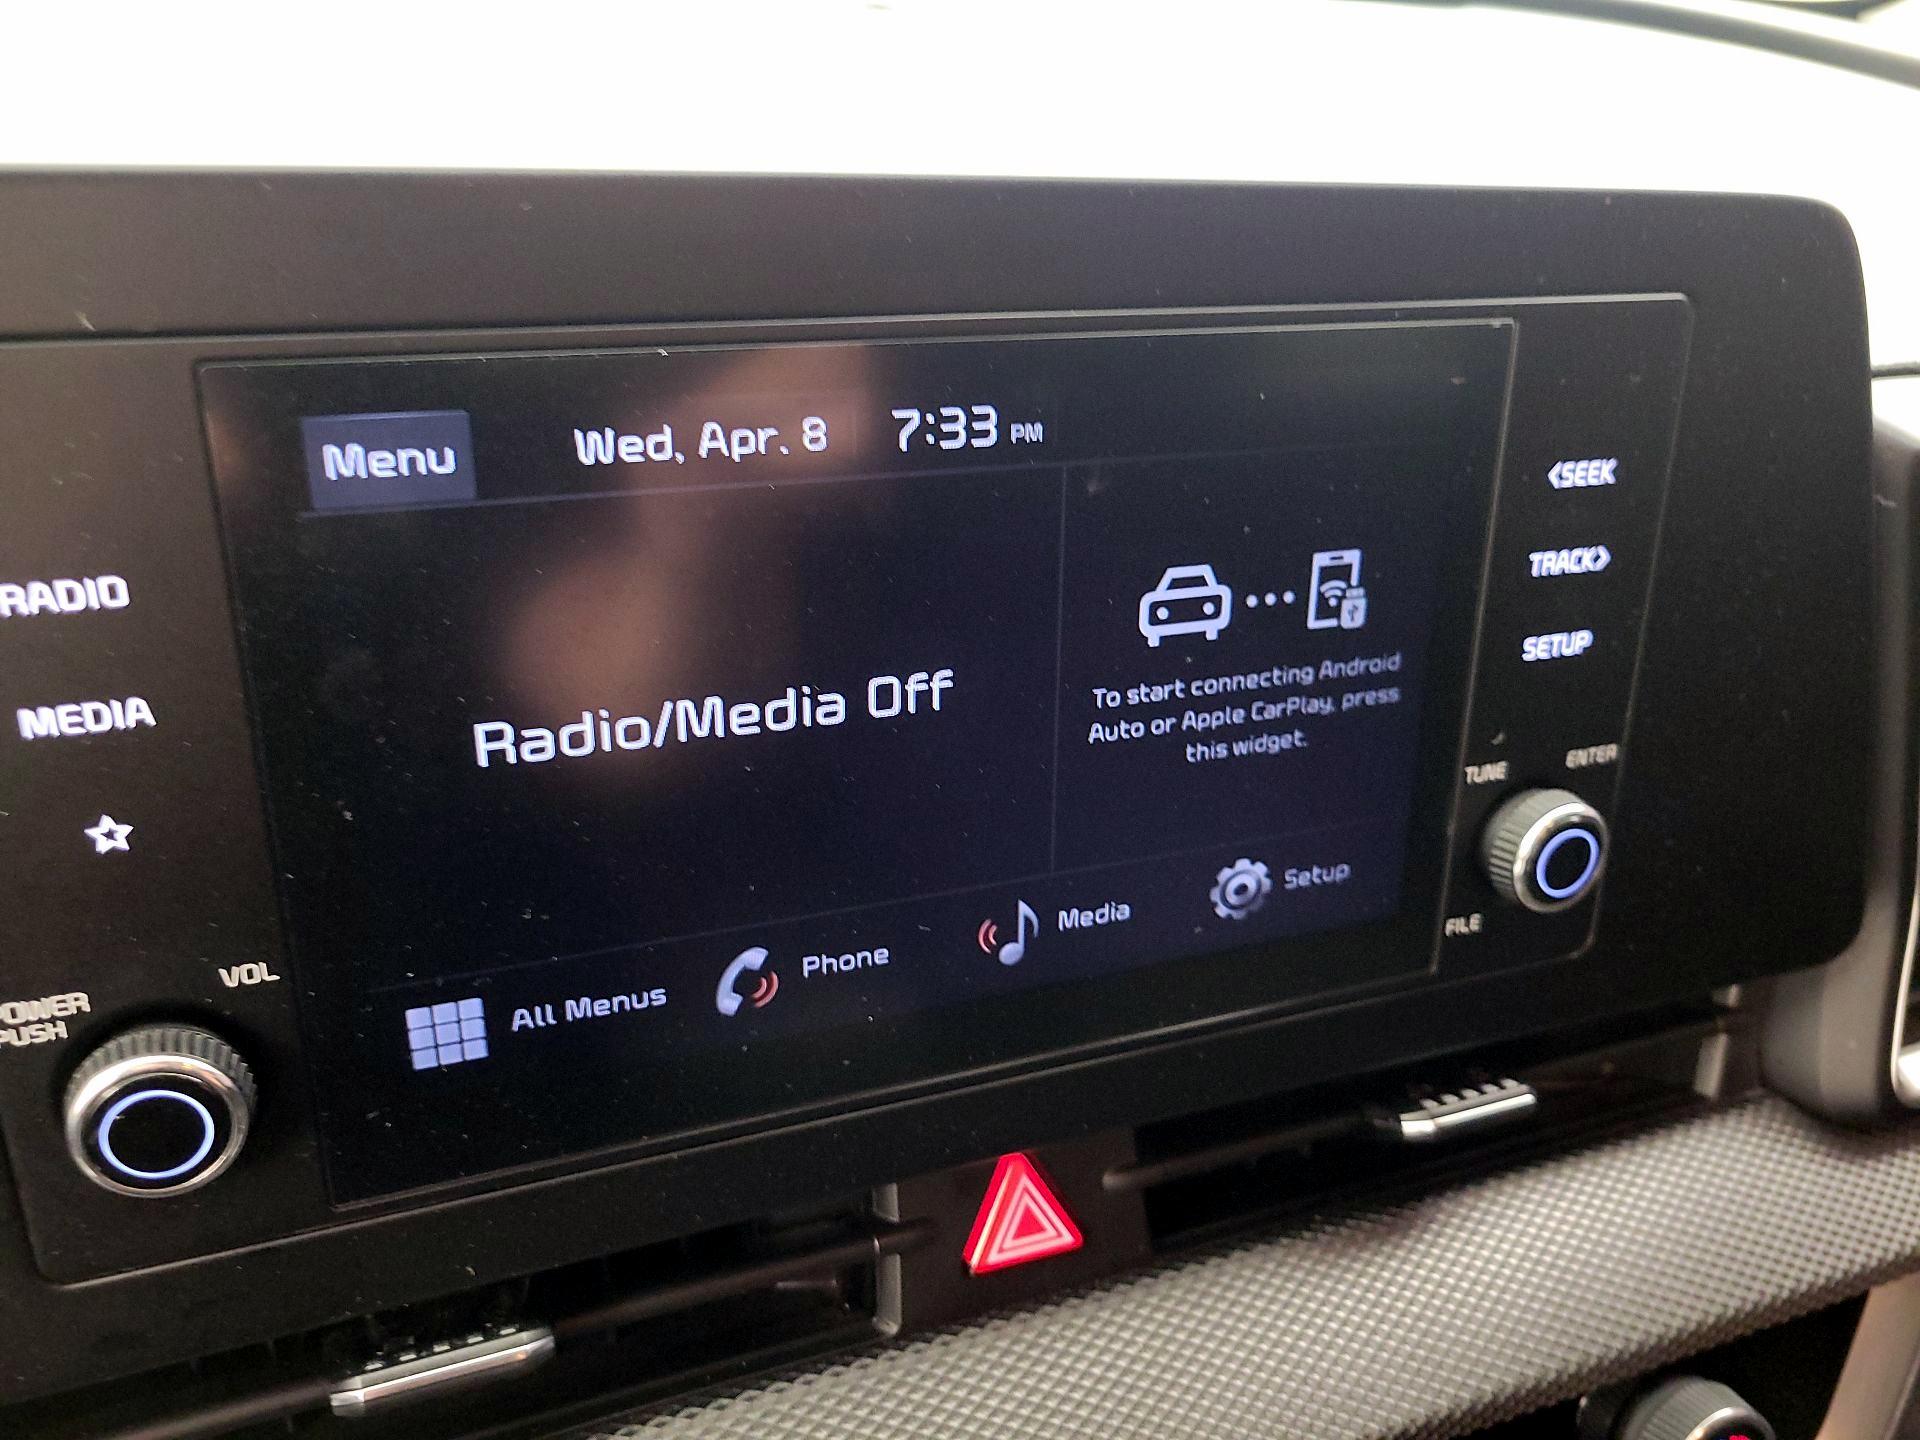 Menu
Wed, Apr. 8
7:33 PM
RADIO
MEDIA
VOL
POWER
PUSH
Radio/Media Off
To start connecting Android
Auto or Apple CarPlay, press
this widget.
All Menus
Phone
Media
Setup
<SEEK
TRACK>
SETUP
TUNE
ENTER
FILE